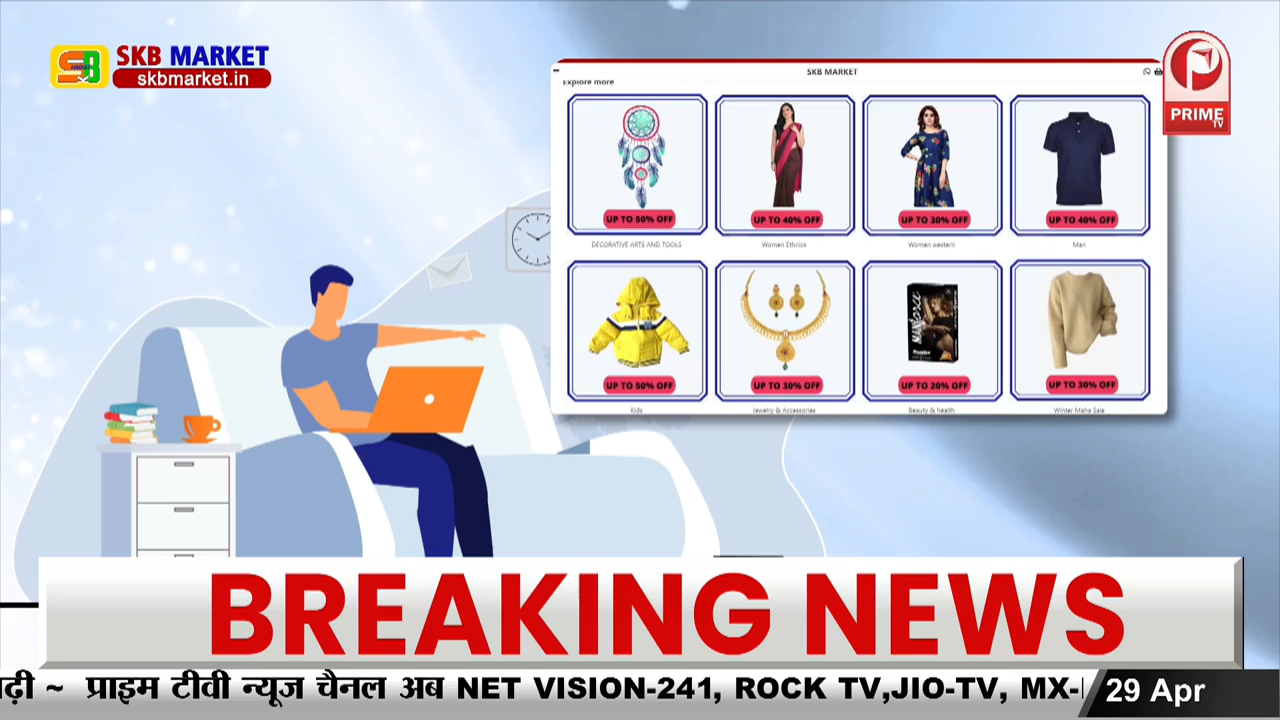 SKB MARKET
skbmarket.in
SKB MARKET
Explore more
PRIME
TV
UP TO 50% OFF
UP TO 40% OFF
UP TO 30% OFF
UP TO 40% OFF
DECORATIVE ARTS AND TOOLS
Women Ethnics
Women western
Man
UP TO 50% OFF
UP TO 30% OFF
UP TO 20% OFF
UP TO 30% OFF
Kids
Jewelry & Accessories
Beauty & health
Winter Maha Sale
BREAKING NEWS
ढ़ी ~ प्राइम टीवी न्यूज चैनल अब NET VISION-241, ROCK TV,JIO-TV, MX-
29 Apr